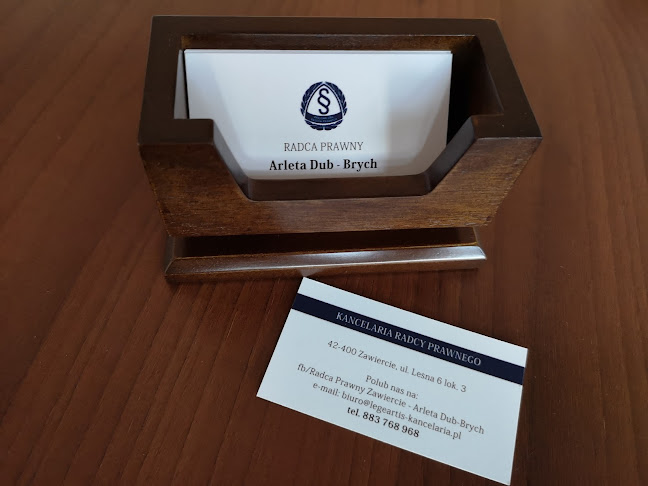 §
RADCA PRAWNY
Arleta Dub - Brych
KANCELARIA RADCY PRAWNEGO
42-400 Zawiercie, ul. Leśna 6 lok. 3
Polub nas na:
fb/Radca Prawny Zawiercie - Arleta Dub-Brych
e-mail: biuro@legeartis-kancelaria.pl
tel. 883 768 968